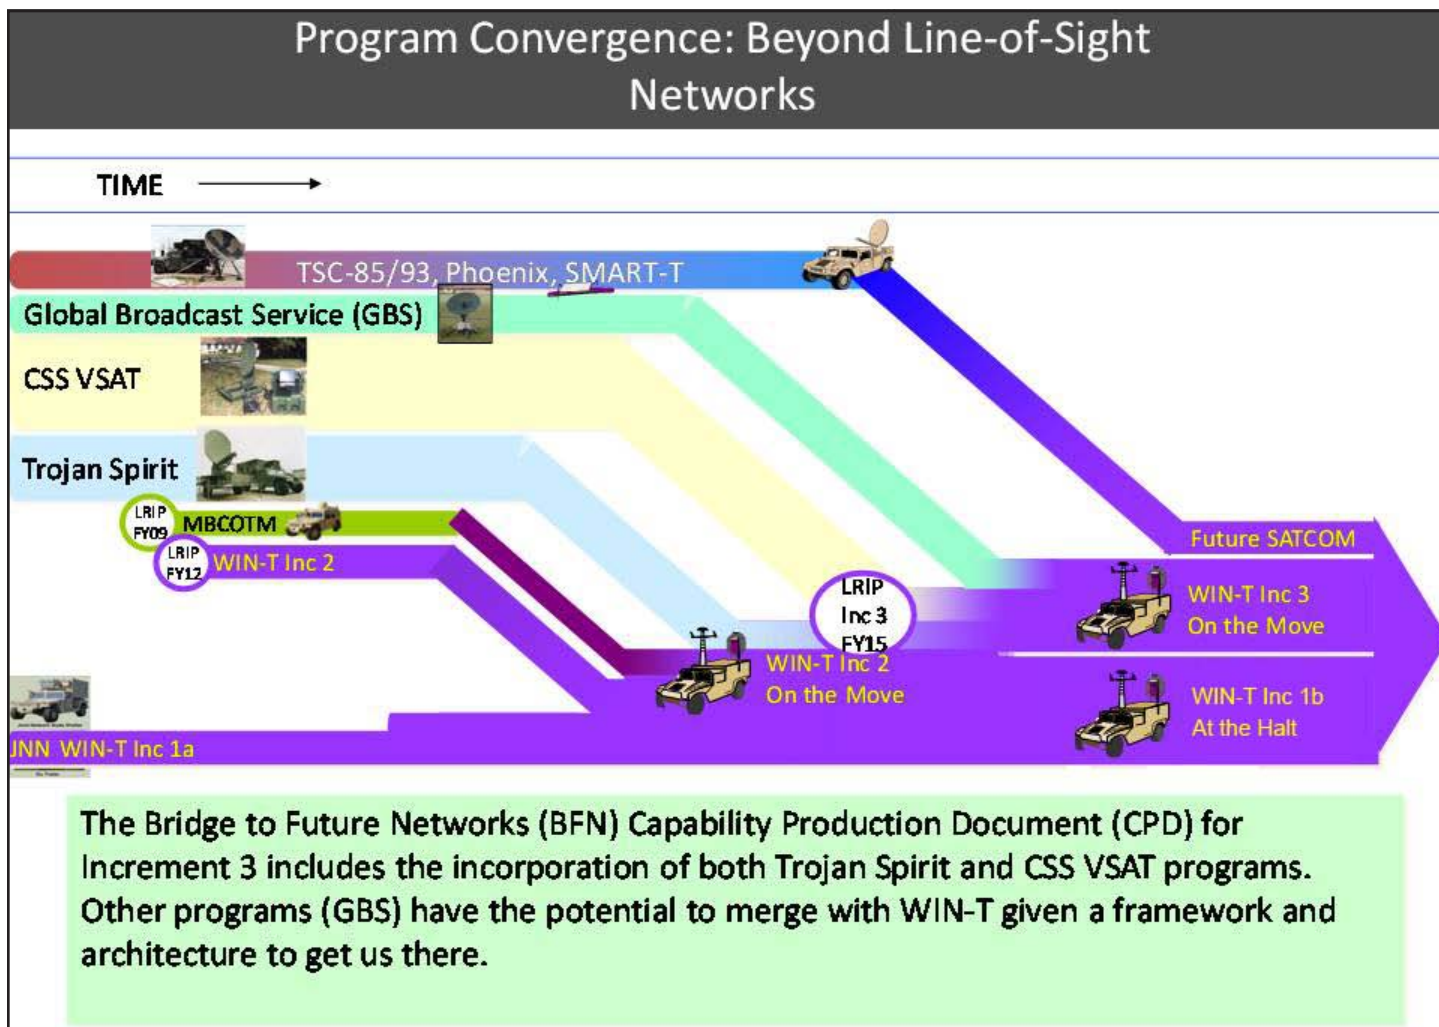 Program Convergence: Beyond Line-of-Sight
Networks
TIME
TSC-85/93, Phoenix, SMART-T
Global Broadcast Service (GBS)
CSS VSAT
Trojan Spirit
LRIP
FY09
MBCOTM
LRIP
FY12
WIN-T Inc 2
Future SATCOM
LRIP
Inc 3
FY15
WIN-T Inc 3
On the Move
WIN-T Inc 2
On the Move
WIN-T Inc 1b
At the Halt
JNN WIN-T Inc 1a
The Bridge to Future Networks (BFN) Capability Production Document (CPD) for
Increment 3 includes the incorporation of both Trojan Spirit and CSS VSAT programs.
Other programs (GBS) have the potential to merge with WIN-T given a framework and
architecture to get us there.